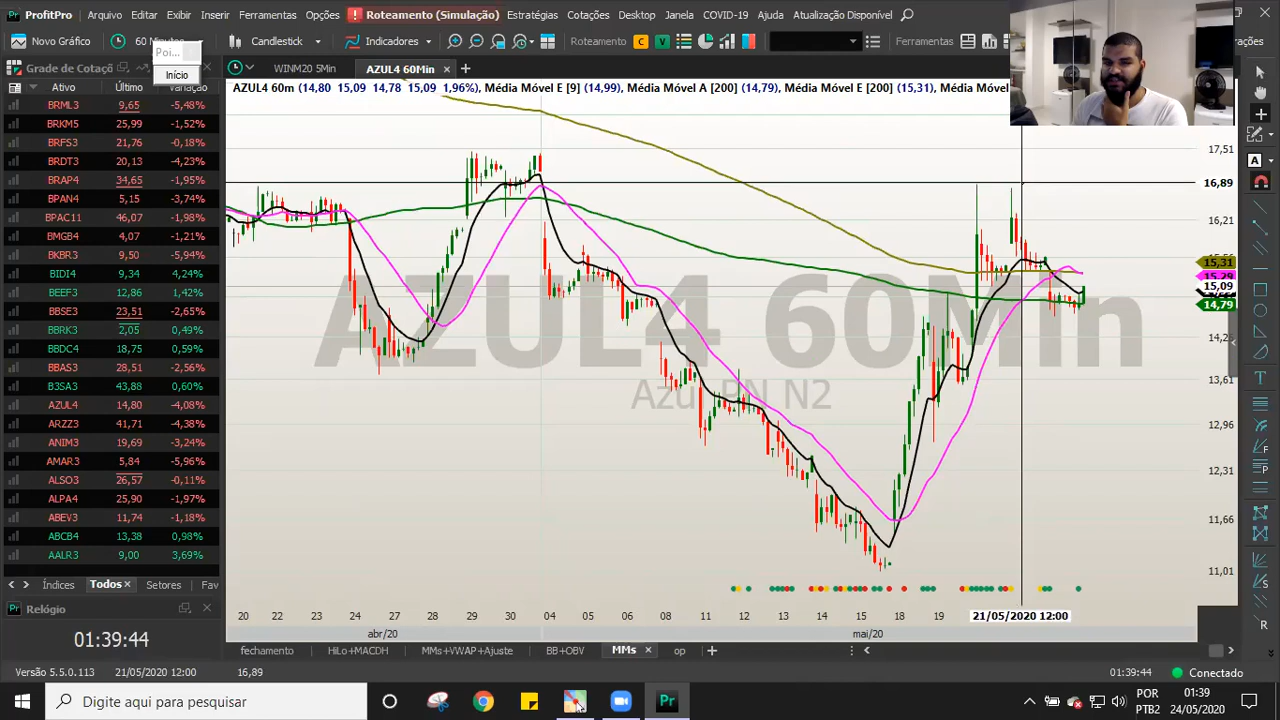 ProfitPro Arquivo Editar Exibir Inserir Ferramentas Opções Roteamento (Simulação) Estratégias Cotações Desktop Janela COVID-19 Ajuda Atualização Disponível
Novo Gráfico 60 Minutos Candlestick Indicadores Roteamento C V Ferramentas
Poi...
Início
Grade de Cotaçõ
WINM20 5Min AZUL4 60Min
Ativo Último Variação
AZUL4 60m (14,80 15,09 14,78 15,09 1,96%), Média Móvel E [9] (14,99), Média Móvel A [200] (14,79), Média Móvel E [200] (15,31), Média Móvel
BRML3 9,65 -5,48%
BRKM5 25,99 -1,52%
BRFS3 21,76 -0,18%
BRDT3 20,13 -4,23%
BRAP4 34,65 -1,95%
BPAN4 5,15 -3,74%
BPAC11 46,07 -1,98%
BMGB4 4,07 -1,21%
BKBR3 9,50 -5,94%
BIDI4 9,34 4,24%
BEEF3 12,86 1,42%
BBSE3 23,51 -2,65%
BBRK3 2,05 0,49%
BBDC4 18,75 0,59%
BBAS3 28,51 -2,56%
B3SA3 43,88 0,60%
AZUL4 14,80 -4,08%
ARZZ3 41,71 -4,38%
ANIM3 19,69 -3,24%
AMAR3 5,84 -5,96%
ALSO3 26,57 -0,11%
ALPA4 25,90 -1,97%
ABEV3 11,74 -1,18%
ABCB4 13,38 0,98%
AALR3 9,00 3,69%
AZUL4 60Min
Azul PN N2
17,51
16,89
16,21
15,31
15,29
15,09
14,79
13,61
12,96
12,31
11,66
11,01
Índices Todos Setores Fav
Relógio
01:39:44
20 22 23 24 27 28 29 30 04 05 06 08 11 12 13 14 15 18 19 21/05/2020 12:00
abr/20 mai/20
fechamento HiLo+MACDH MMs+VWAP+Ajuste BB+OBV MMs op
Versão 5.5.0.113 21/05/2020 12:00 16,89 01:39:44 Conectado
Digite aqui para pesquisar
POR
PTB2
01:39
24/05/2020